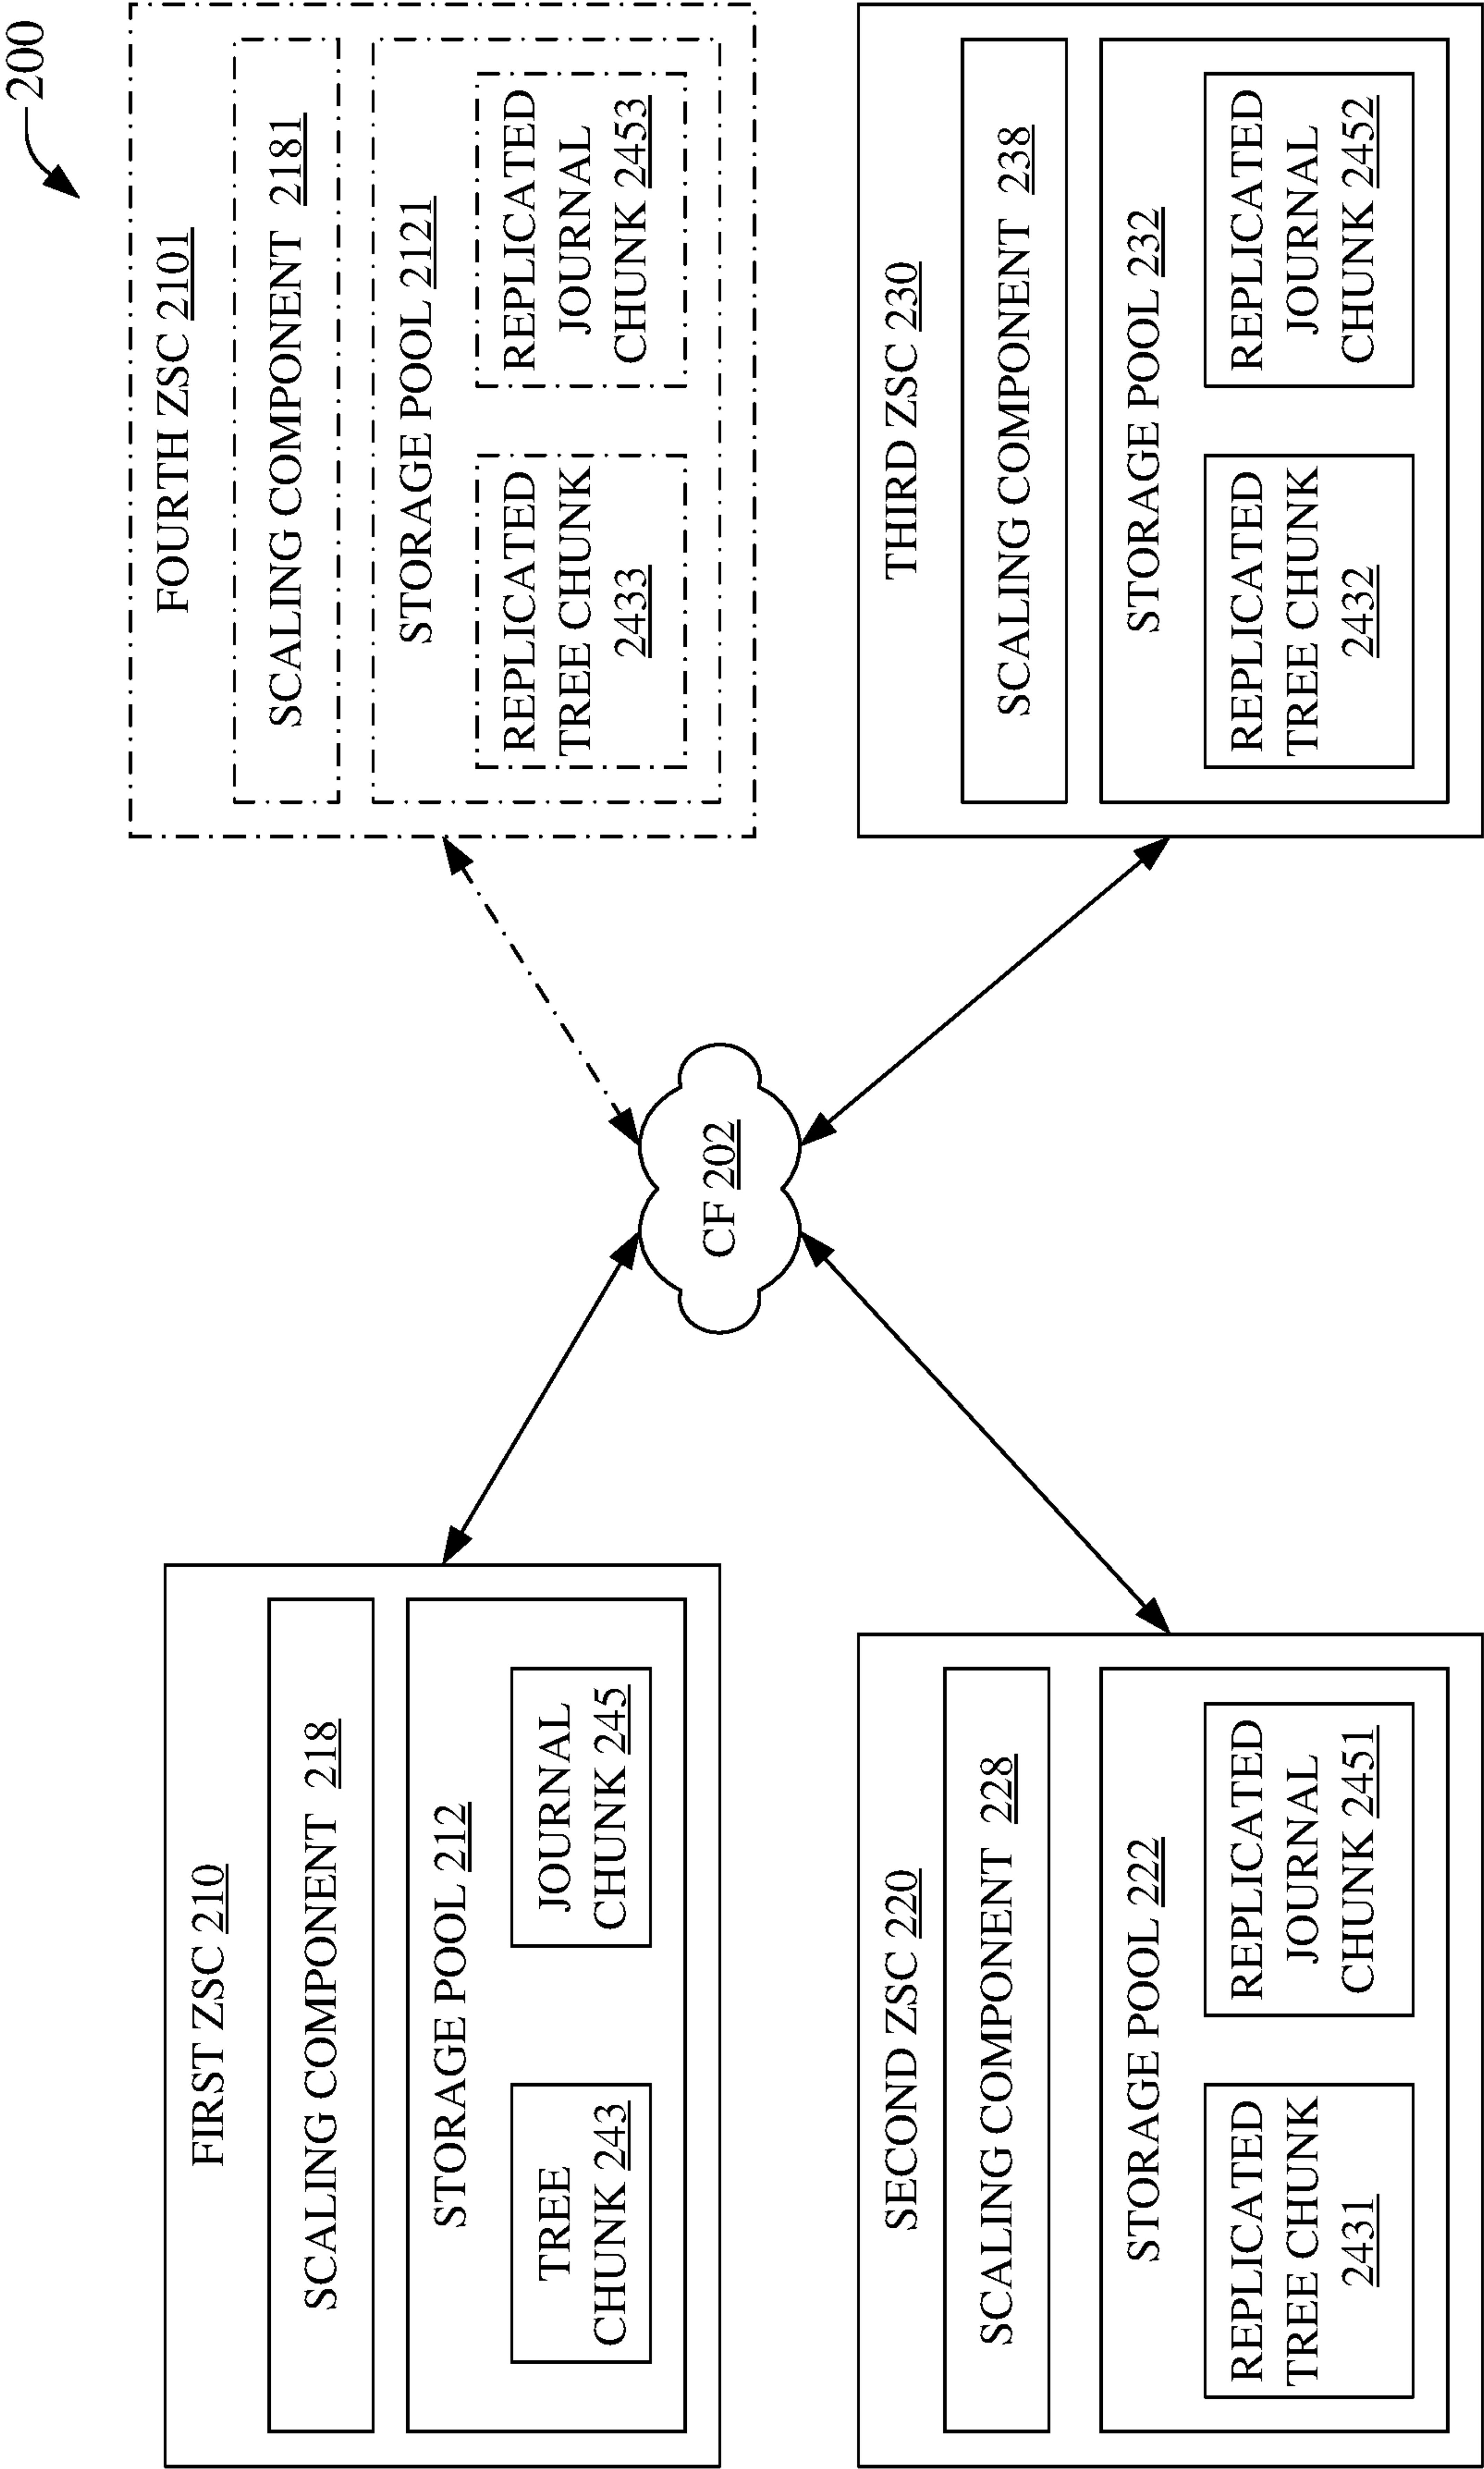 200
FIRST ZSC 210
SCALING COMPONENT 218
STORAGE POOL 212
TREE
CHUNK 243
JOURNAL
CHUNK 245
FOURTH ZSC 2101
SCALING COMPONENT 2181
STORAGE POOL 2121
REPLICATED
TREE CHUNK
2433
REPLICATED
JOURNAL
CHUNK 2453
CF 202
SECOND ZSC 220
SCALING COMPONENT 228
STORAGE POOL 222
REPLICATED
TREE CHUNK
2431
REPLICATED
JOURNAL
CHUNK 2451
THIRD ZSC 230
SCALING COMPONENT 238
STORAGE POOL 232
REPLICATED
TREE CHUNK
2432
REPLICATED
JOURNAL
CHUNK 2452